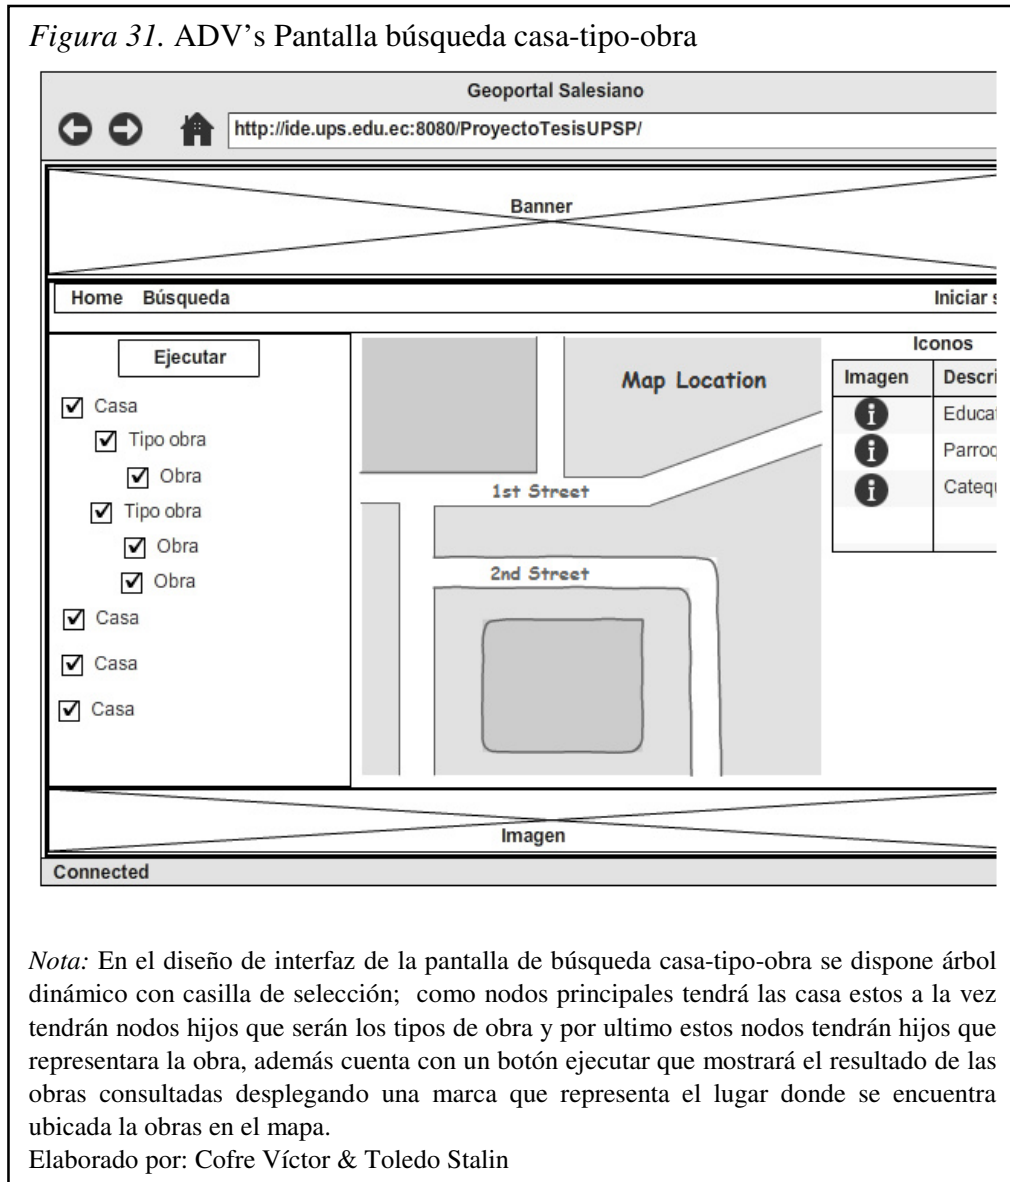 Figura 31. ADV's Pantalla búsqueda casa-tipo-obra
Geoportal Salesiano
http://ide.ups.edu.ec:8080/ProyectoTesisUPSP/
Banner
Home Búsqueda Iniciar s
Ejecutar
Casa
Tipo obra
Obra
Tipo obra
Obra
Obra
Casa
Casa
Casa
Map Location
1st Street
2nd Street
Iconos
Imagen Descri
Educat
Parroq
Catequ
Imagen
Connected
Nota: En el diseño de interfaz de la pantalla de búsqueda casa-tipo-obra se dispone árbol
dinámico con casilla de selección; como nodos principales tendrá las casa estos a la vez
tendrán nodos hijos que serán los tipos de obra y por ultimo estos nodos tendrán hijos que
representara la obra, además cuenta con un botón ejecutar que mostrará el resultado de las
obras consultadas desplegando una marca que representa el lugar donde se encuentra
ubicada la obras en el mapa.
Elaborado por: Cofre Víctor & Toledo Stalin